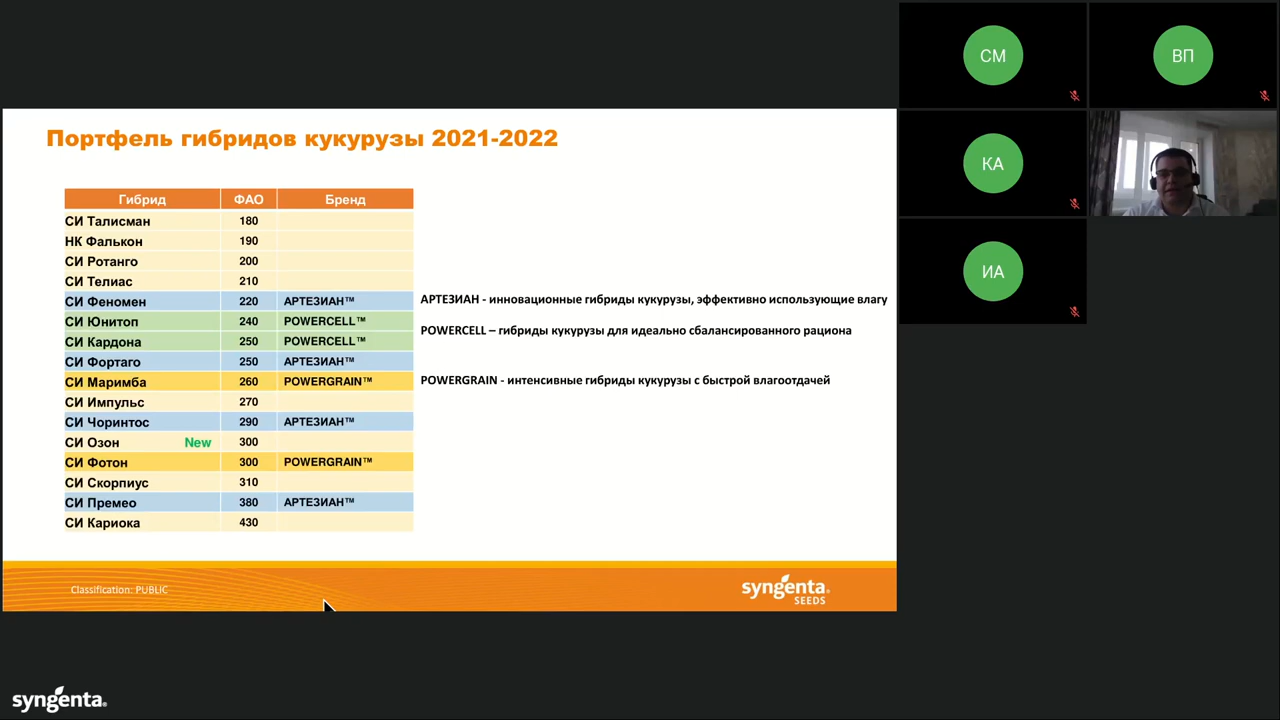 Портфель гибридов кукурузы 2021-2022
Гибрид ФАО Бренд
СИ Талисман 180
НК Фалькон 190
СИ Ротанго 200
СИ Телиас 210
СИ Феномен 220 АРТЕЗИАН™
СИ Юнитоп 240 POWERCELL™
СИ Кардона 250 POWERCELL™
СИ Фортаго 250 АРТЕЗИАН™
СИ Маримба 260 POWERGRAIN™
СИ Импульс 270
СИ Чоринтос 290 АРТЕЗИАН™
СИ Озон New 300
СИ Фотон 300 POWERGRAIN™
СИ Скорпиус 310
СИ Премео 380 АРТЕЗИАН™
СИ Кариока 430
АРТЕЗИАН - инновационные гибриды кукурузы, эффективно использующие влагу
POWERCELL – гибриды кукурузы для идеально сбалансированного рациона
POWERGRAIN - интенсивные гибриды кукурузы с быстрой влагоотдачей
Classification: PUBLIC
syngenta
SEEDS
СМ
ВП
КА
ИА
syngenta